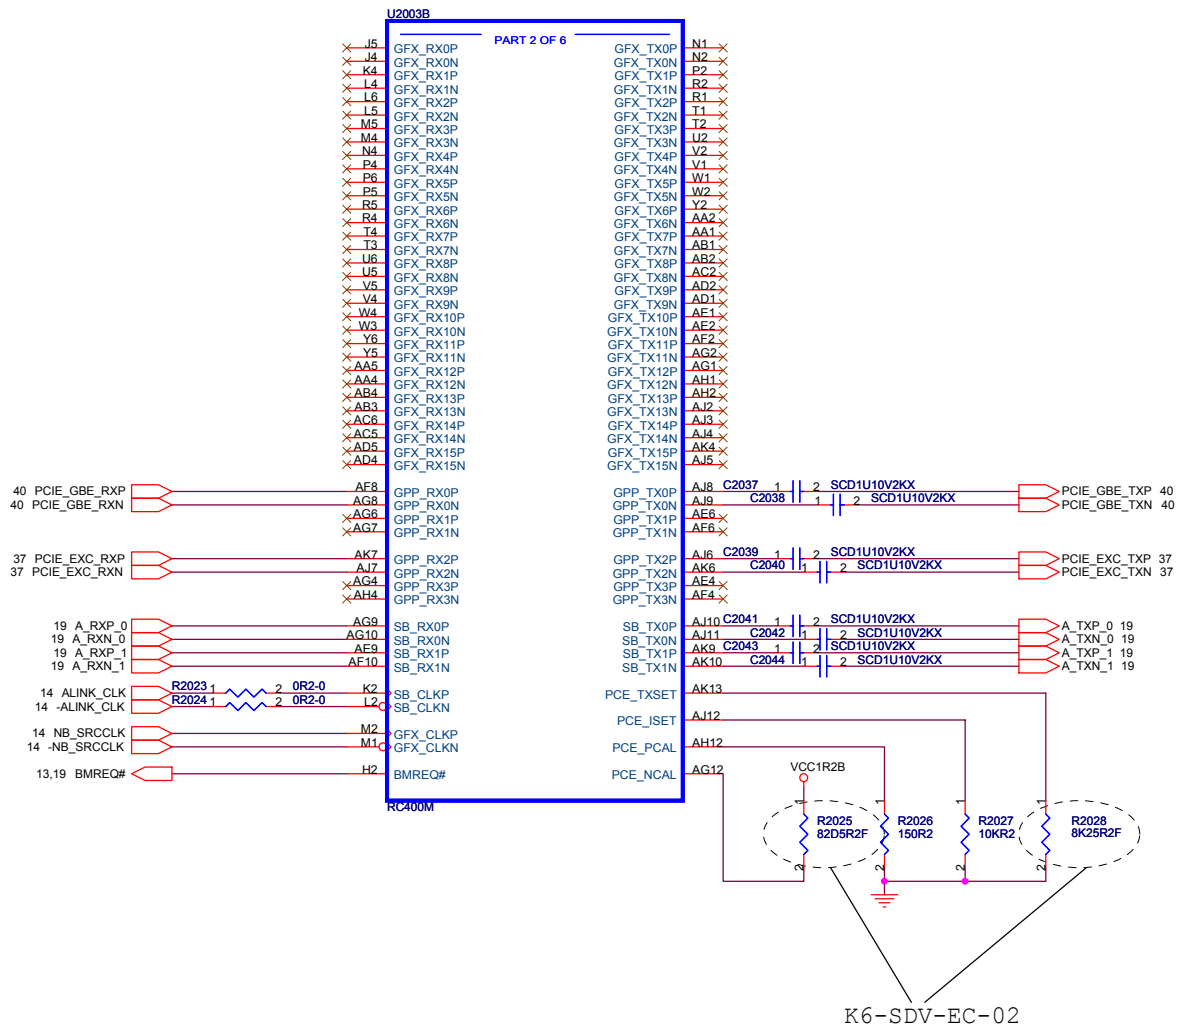 U2003B
PART 2 OF 6
J5 GFX_RX0P GFX_TX0P N1
J4 GFX_RX0N GFX_TX0N N2
K4 GFX_RX1P GFX_TX1P P2
L4 GFX_RX1N GFX_TX1N R2
L6 GFX_RX2P GFX_TX2P R1
L5 GFX_RX2N GFX_TX2N T1
M5 GFX_RX3P GFX_TX3P T2
M4 GFX_RX3N GFX_TX3N U2
N4 GFX_RX4P GFX_TX4P V2
P4 GFX_RX4N GFX_TX4N V1
P6 GFX_RX5P GFX_TX5P W1
P5 GFX_RX5N GFX_TX5N W2
R5 GFX_RX6P GFX_TX6P Y2
R4 GFX_RX6N GFX_TX6N AA2
T4 GFX_RX7P GFX_TX7P AA1
T3 GFX_RX7N GFX_TX7N AB1
U6 GFX_RX8P GFX_TX8P AB2
U5 GFX_RX8N GFX_TX8N AC2
V5 GFX_RX9P GFX_TX9P AD2
V4 GFX_RX9N GFX_TX9N AD1
W4 GFX_RX10P GFX_TX10P AE1
W3 GFX_RX10N GFX_TX10N AE2
Y6 GFX_RX11P GFX_TX11P AF2
Y5 GFX_RX11N GFX_TX11N AG2
AA5 GFX_RX12P GFX_TX12P AG1
AA4 GFX_RX12N GFX_TX12N AH1
AB4 GFX_RX13P GFX_TX13P AH2
AB3 GFX_RX13N GFX_TX13N AJ2
AC6 GFX_RX14P GFX_TX14P AJ3
AC5 GFX_RX14N GFX_TX14N AJ4
AD5 GFX_RX15P GFX_TX15P AK4
AD4 GFX_RX15N GFX_TX15N AJ5
40 PCIE_GBE_RXP AF8 GPP_RX0P GPP_TX0P AJ8 C2037 1 2 SCD1U10V2KX PCIE_GBE_TXP 40
40 PCIE_GBE_RXN AG8 GPP_RX0N GPP_TX0N AJ9 C2038 1 2 SCD1U10V2KX PCIE_GBE_TXN 40
AG6 GPP_RX1P GPP_TX1P AE6
AG7 GPP_RX1N GPP_TX1N AF6
37 PCIE_EXC_RXP AK7 GPP_RX2P GPP_TX2P AJ6 C2039 1 2 SCD1U10V2KX PCIE_EXC_TXP 37
37 PCIE_EXC_RXN AJ7 GPP_RX2N GPP_TX2N AK6 C2040 1 2 SCD1U10V2KX PCIE_EXC_TXN 37
AG4 GPP_RX3P GPP_TX3P AE4
AH4 GPP_RX3N GPP_TX3N AF4
19 A_RXP_0 AG9 SB_RX0P SB_TX0P AJ10 C2041 1 2 SCD1U10V2KX A_TXP_0 19
19 A_RXN_0 AG10 SB_RX0N SB_TX0N AJ11 C2042 1 2 SCD1U10V2KX A_TXN_0 19
19 A_RXP_1 AE9 SB_RX1P SB_TX1P AK9 C2043 1 2 SCD1U10V2KX A_TXP_1 19
19 A_RXN_1 AF10 SB_RX1N SB_TX1N AK10 C2044 1 2 SCD1U10V2KX A_TXN_1 19
14 ALINK_CLK R2023 1 2 0R2-0 K2 SB_CLKP PCE_TXSET AK13
14 -ALINK_CLK R2024 1 2 0R2-0 L2 SB_CLKN
PCE_ISET AJ12
14 NB_SRCCLK M2 GFX_CLKP
14 -NB_SRCCLK M1 GFX_CLKN PCE_PCAL AH12
13,19 BMREQ# H2 BMREQ# PCE_NCAL AG12
VCC1R2B
RC400M
1 1 1 1
R2025 R2026 R2027 R2028
82D5R2F 150R2 10KR2 8K25R2F
2 2 2 2
K6-SDV-EC-02